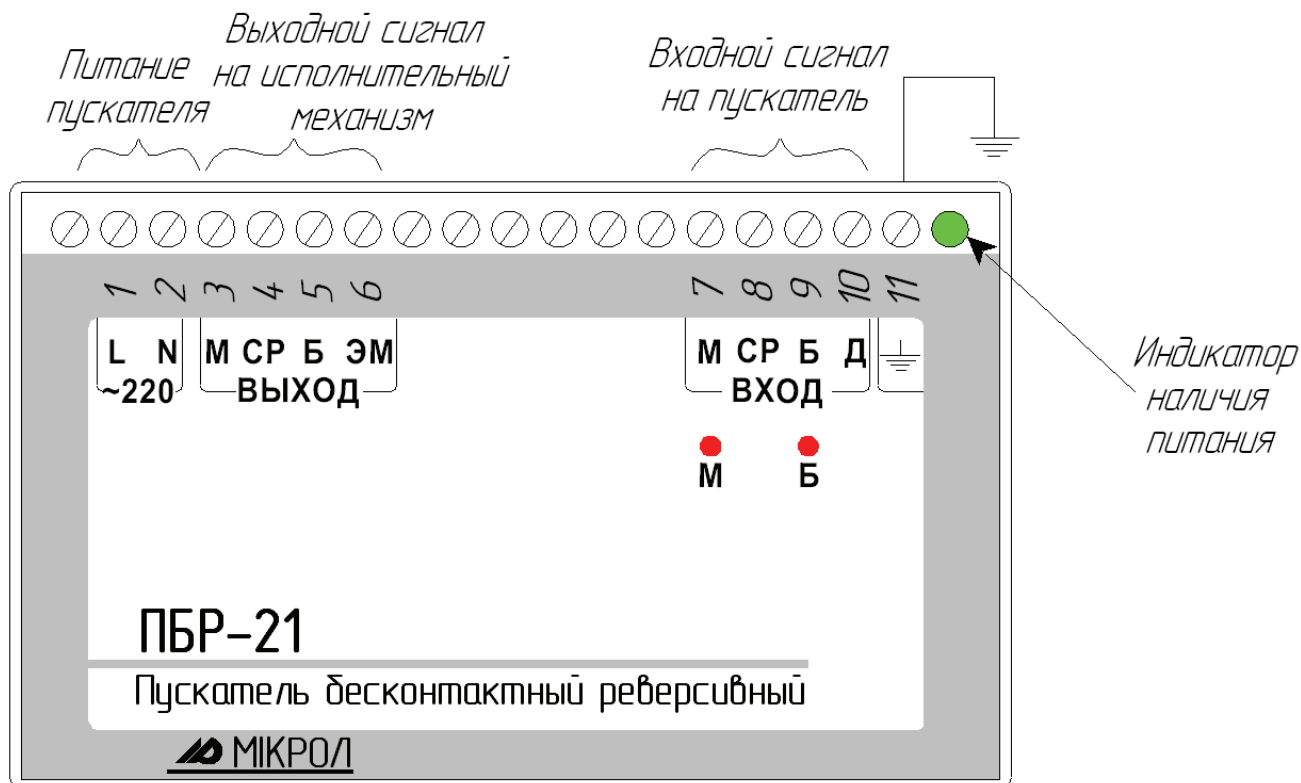 Питание
пускателя
Выходной сигнал
на исполнительный
механизм
Входной сигнал
на пускатель
1 2 3 4 5 6 7 8 9 10 11
L N М СР Б ЭМ М СР Б Д
~220 ВЫХОД ВХОД
М Б
Индикатор
наличия
питания
ПБР-21
Пускатель бесконтактный реверсивный
МІКРОЛ